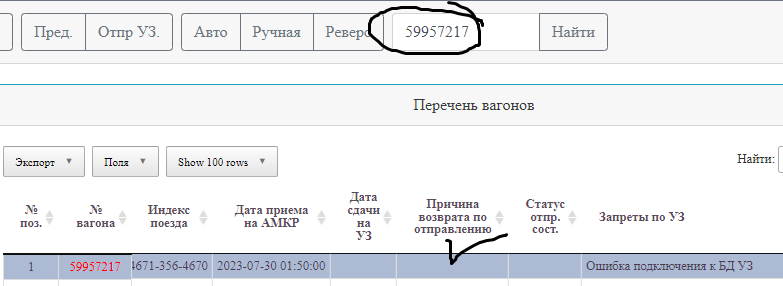 Пред. Отпр УЗ. Авто Ручная Реверс 59957217 Найти
Перечень вагонов
Экспорт Поля Show 100 rows Найти:
№ поз.
№ вагона
Индекс поезда
Дата приема на АМКР
Дата сдачи на УЗ
Причина возврата по отправлению
Статус отпр. сост.
Запреты по УЗ
1 59957217 4671-356-4670 2023-07-30 01:50:00 Ошибка подключения к БД УЗ